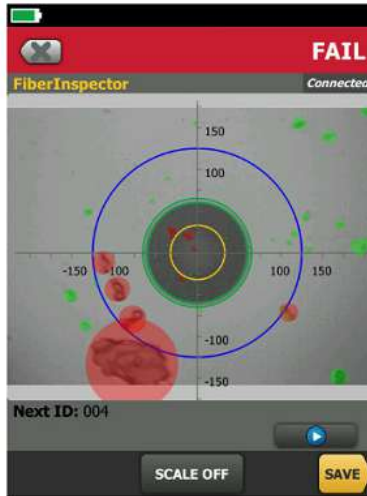 FAIL
FiberInspector
Connected
150
100
-150
-100
100
150
-100
-150
Next ID: 004
SCALE OFF
SAVE